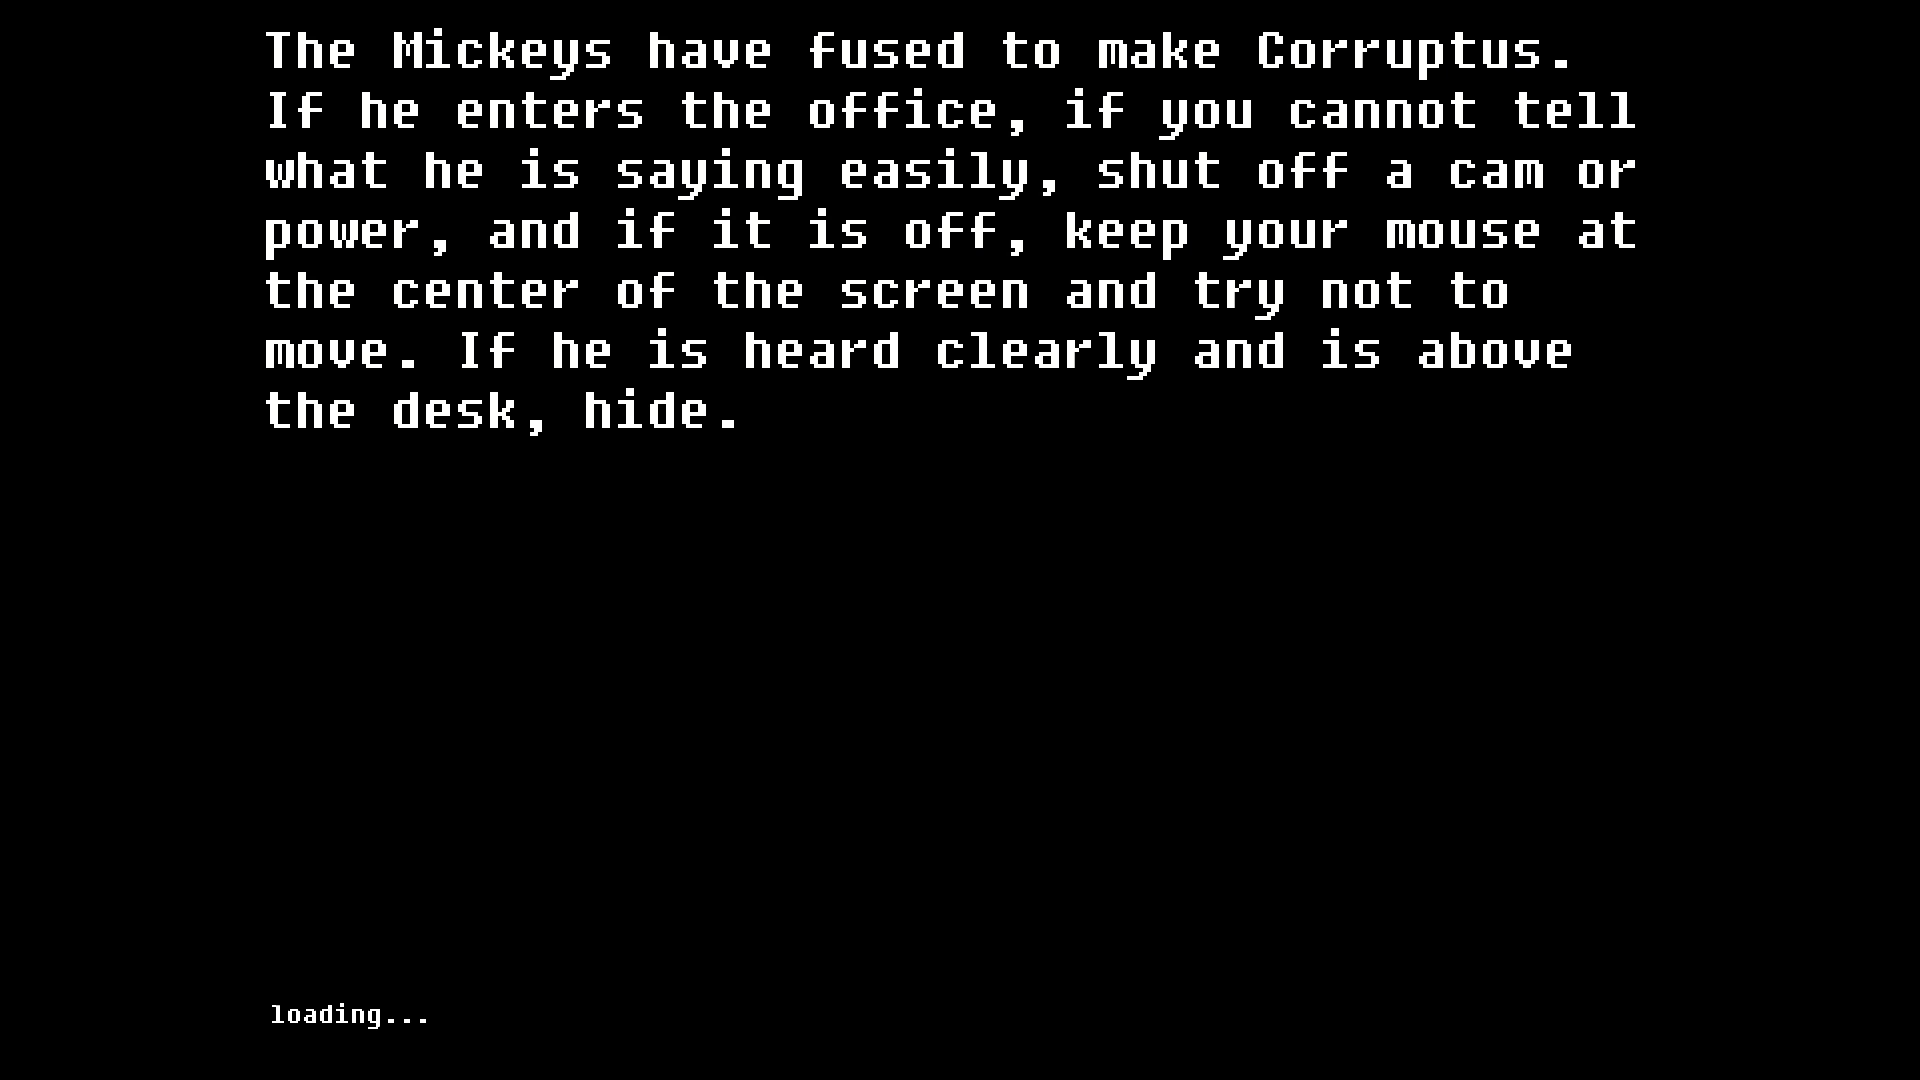 The Mickeys have fused to make Corruptus.
If he enters the office, if you cannot tell
what he is saying easily, shut off a cam or
power, and if it is off, keep your mouse at
the center of the screen and try not to
move. If he is heard clearly and is above
the desk, hide.
loading...